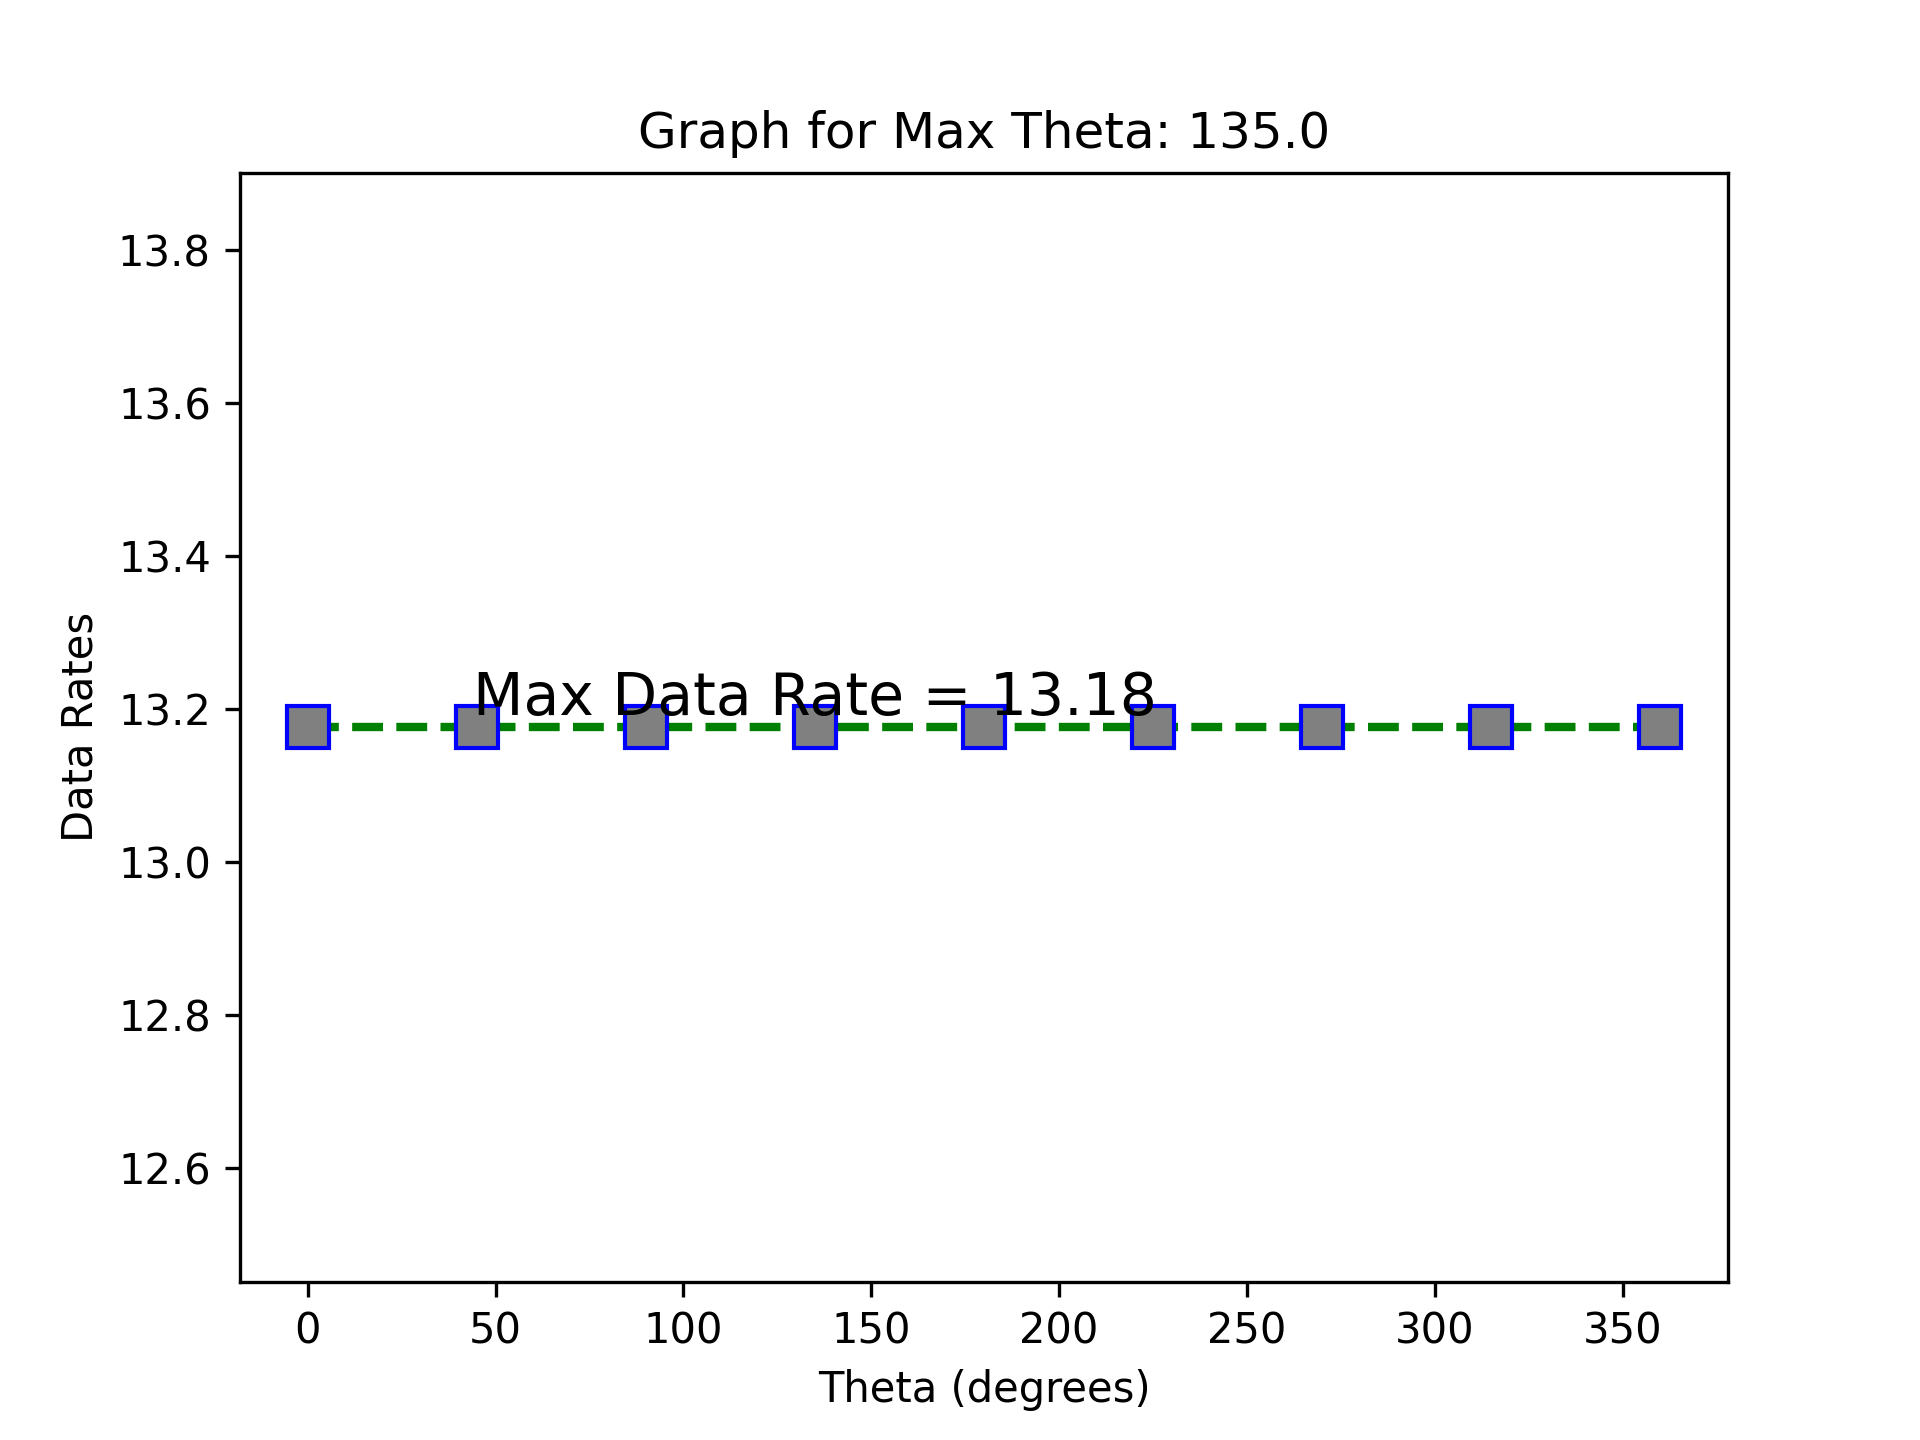 Graph for Max Theta: 135.0
13.8
13.6
13.4
Max Data Rate = 13.18
13.2
13.0
12.8
12.6
Data Rates
0 50 100 150 200 250 300 350
Theta (degrees)